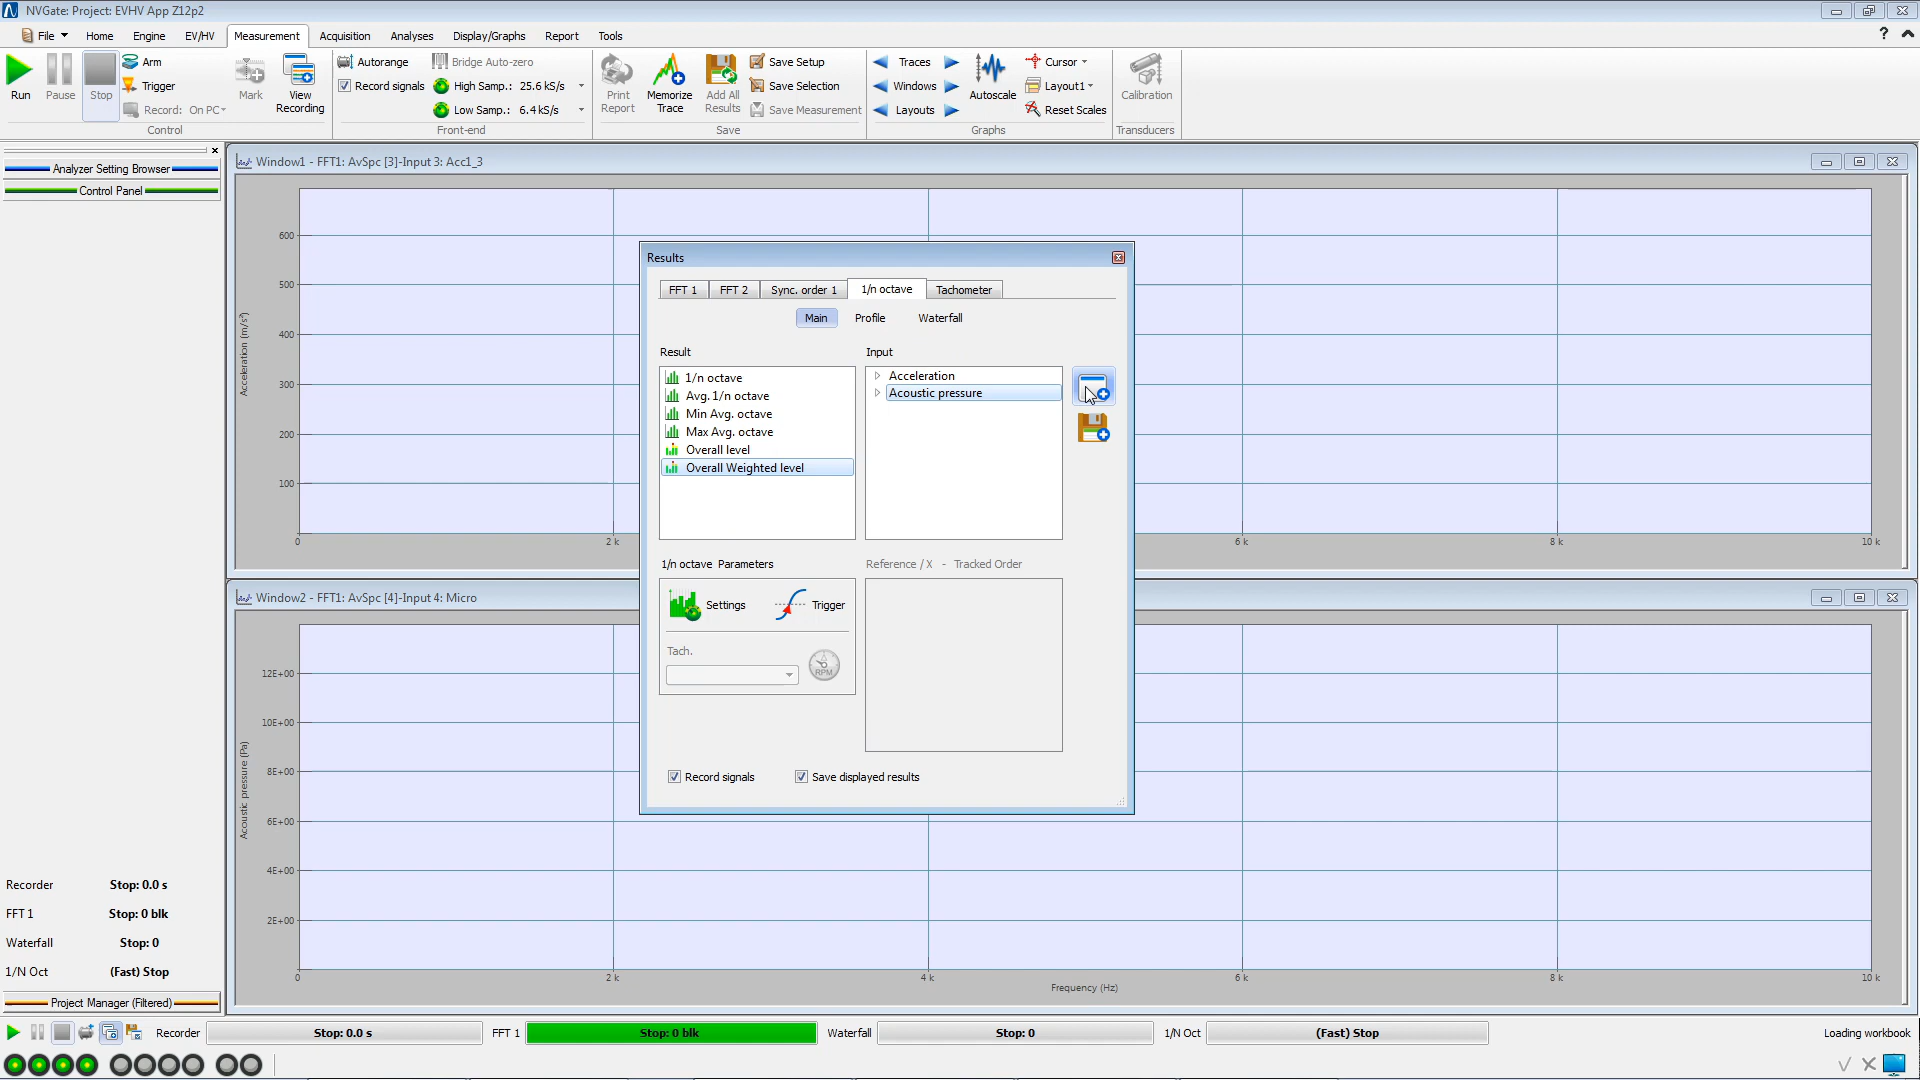 NVGate: Project: EVHV App Z12p2
File Home Engine EV/HV Measurement Acquisition Analyses Display/Graphs Report Tools
Run Pause Stop Arm Trigger Record: On PC Mark View Recording
Control
Autorange Bridge Auto-zero
Record signals High Samp.: 25.6 kS/s
Low Samp.: 6.4 kS/s
Front-end
Print Report Memorize Trace Add All Results
Save Setup
Save Selection
Save Measurement
Save
Traces
Windows
Layouts
Autoscale
Cursor
Layout1
Reset Scales
Graphs
Calibration
Transducers
Analyzer Setting Browser
Control Panel
Window1 - FFT1: AvSpc [3]-Input 3: Acc1_3
Acceleration (m/s²)
600
500
400
300
200
100
0 2 k 6 k 8 k 10 k
Results
FFT 1 FFT 2 Sync. order 1 1/n octave Tachometer
Main Profile Waterfall
Result Input
1/n octave
Avg. 1/n octave
Min Avg. octave
Max Avg. octave
Overall level
Overall Weighted level
Acceleration
Acoustic pressure
1/n octave Parameters
Reference / X - Tracked Order
Settings Trigger
Tach.
RPM
Record signals Save displayed results
Window2 - FFT1: AvSpc [4]-Input 4: Micro
Acoustic pressure (Pa)
12E+00
10E+00
8E+00
6E+00
4E+00
2E+00
0 2 k 4 k 6 k 8 k 10 k
Frequency (Hz)
Recorder Stop: 0.0 s
FFT 1 Stop: 0 blk
Waterfall Stop: 0
1/N Oct (Fast) Stop
Project Manager (Filtered)
Recorder Stop: 0.0 s FFT 1 Stop: 0 blk Waterfall Stop: 0 1/N Oct (Fast) Stop Loading workbook